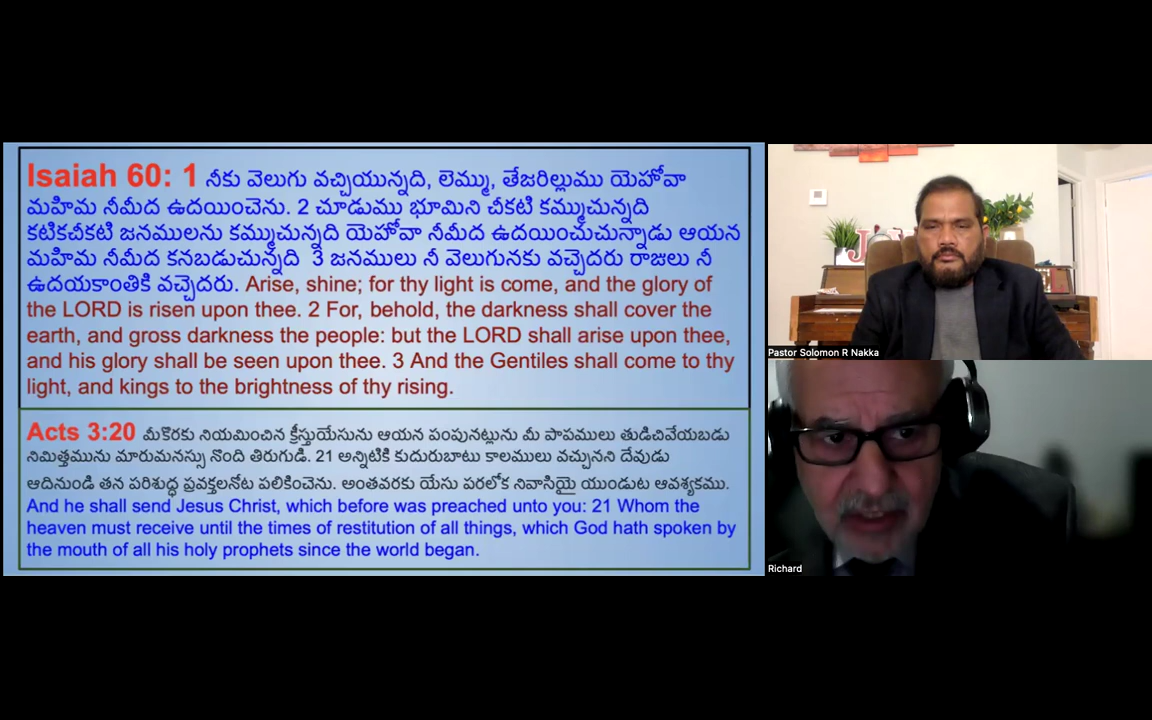 Isaiah 60: 1 నీకు వెలుగు వచ్చియున్నది, లెమ్ము, తేజరిల్లుము యెహోవా
మహిమ నీమీద ఉదయించెను. 2 చూడుము భూమిని చీకటి కమ్ముచున్నది
కటికచీకటి జనములను కమ్ముచున్నది యెహోవా నీమీద ఉదయించుచున్నాడు ఆయన
మహిమ నీమీద కనబడుచున్నది 3 జనములు నీ వెలుగునకు వచ్చెదరు రాజులు నీ
ఉదయకాంతికి వచ్చెదరు. Arise, shine; for thy light is come, and the glory of
the LORD is risen upon thee. 2 For, behold, the darkness shall cover the
earth, and gross darkness the people: but the LORD shall arise upon thee,
and his glory shall be seen upon thee. 3 And the Gentiles shall come to thy
light, and kings to the brightness of thy rising.
Acts 3:20 మీకొరకు నియమించిన క్రీస్తుయేసును ఆయన పంపునట్లును మీ పాపములు తుడిచివేయబడు
నిమిత్తమును మారుమనస్సు నొంది తిరుగుడి. 21 అన్నిటికి కుదురుబాటు కాలములు వచ్చునని దేవుడు
ఆదినుండి తన పరిశుద్ధ ప్రవక్తలనోట పలికించెను. అంతవరకు యేసు పరలోక నివాసియై యుండుట ఆవశ్యకము.
And he shall send Jesus Christ, which before was preached unto you: 21 Whom the
heaven must receive until the times of restitution of all things, which God hath spoken by
the mouth of all his holy prophets since the world began.
Pastor Solomon R Nakka
Richard